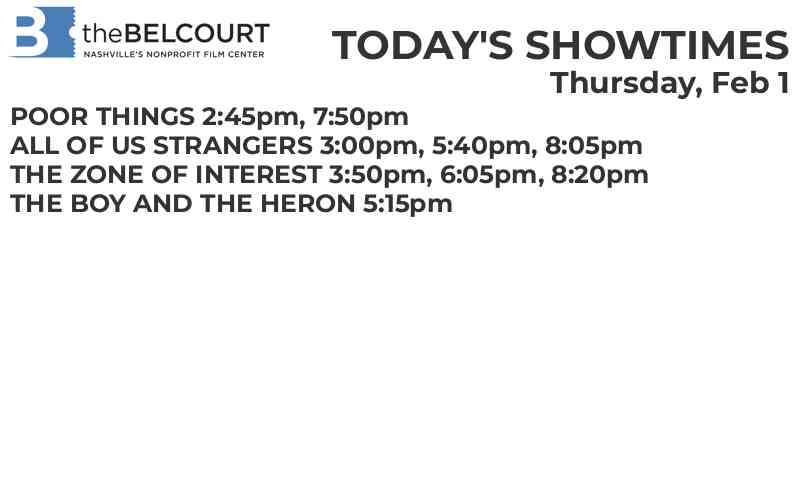 B theBELCOURT
NASHVILLE'S NONPROFIT FILM CENTER
TODAY'S SHOWTIMES
Thursday, Feb 1
POOR THINGS 2:45pm, 7:50pm
ALL OF US STRANGERS 3:00pm, 5:40pm, 8:05pm
THE ZONE OF INTEREST 3:50pm, 6:05pm, 8:20pm
THE BOY AND THE HERON 5:15pm